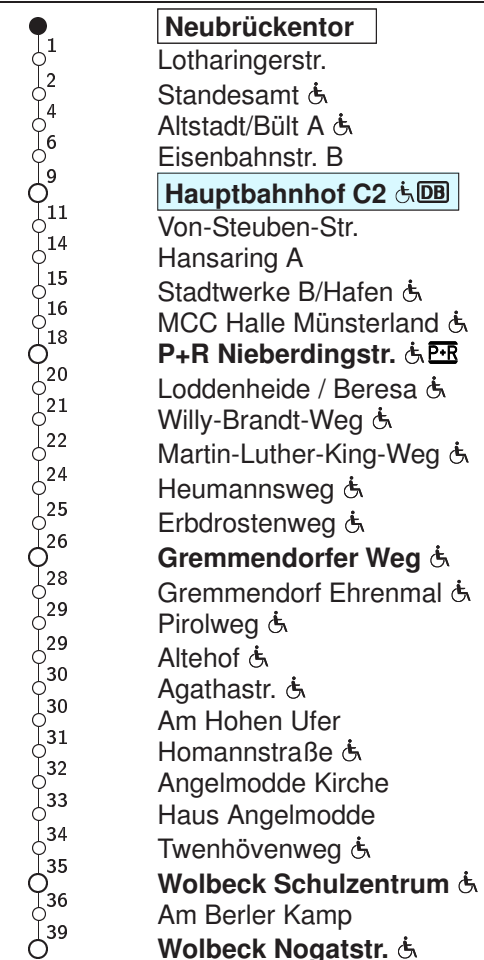 Neubrückentor
1
Lotharingerstr.
2
Standesamt
4
Altstadt/Bült A
6
Eisenbahnstr. B
9
Hauptbahnhof C2 DB
11
Von-Steuben-Str.
14
Hansaring A
15
Stadtwerke B/Hafen
16
MCC Halle Münsterland
18
P+R Nieberdingstr. P+R
20
Loddenheide / Beresa
21
Willy-Brandt-Weg
22
Martin-Luther-King-Weg
24
Heumannsweg
25
Erbdrostenweg
26
Gremmendorfer Weg
28
Gremmendorf Ehrenmal
29
Pirolweg
29
Altehof
30
Agathastr.
30
Am Hohen Ufer
31
Homannstraße
32
Angelmodde Kirche
33
Haus Angelmodde
34
Twenhövenweg
35
Wolbeck Schulzentrum
36
Am Berler Kamp
39
Wolbeck Nogatstr.